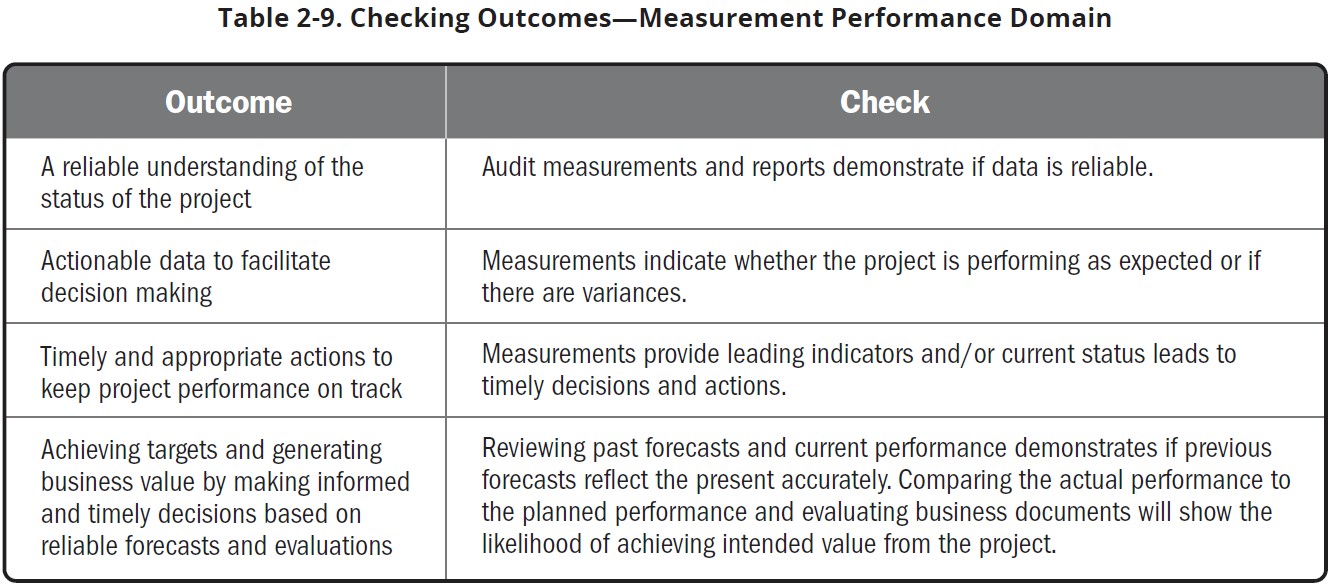 Table 2-9. Checking Outcomes—Measurement Performance Domain
Outcome
Check
A reliable understanding of the
status of the project
Audit measurements and reports demonstrate if data is reliable.
Actionable data to facilitate
decision making
Measurements indicate whether the project is performing as expected or if
there are variances.
Timely and appropriate actions to
keep project performance on track
Measurements provide leading indicators and/or current status leads to
timely decisions and actions.
Achieving targets and generating
business value by making informed
and timely decisions based on
reliable forecasts and evaluations
Reviewing past forecasts and current performance demonstrates if previous
forecasts reflect the present accurately. Comparing the actual performance to
the planned performance and evaluating business documents will show the
likelihood of achieving intended value from the project.